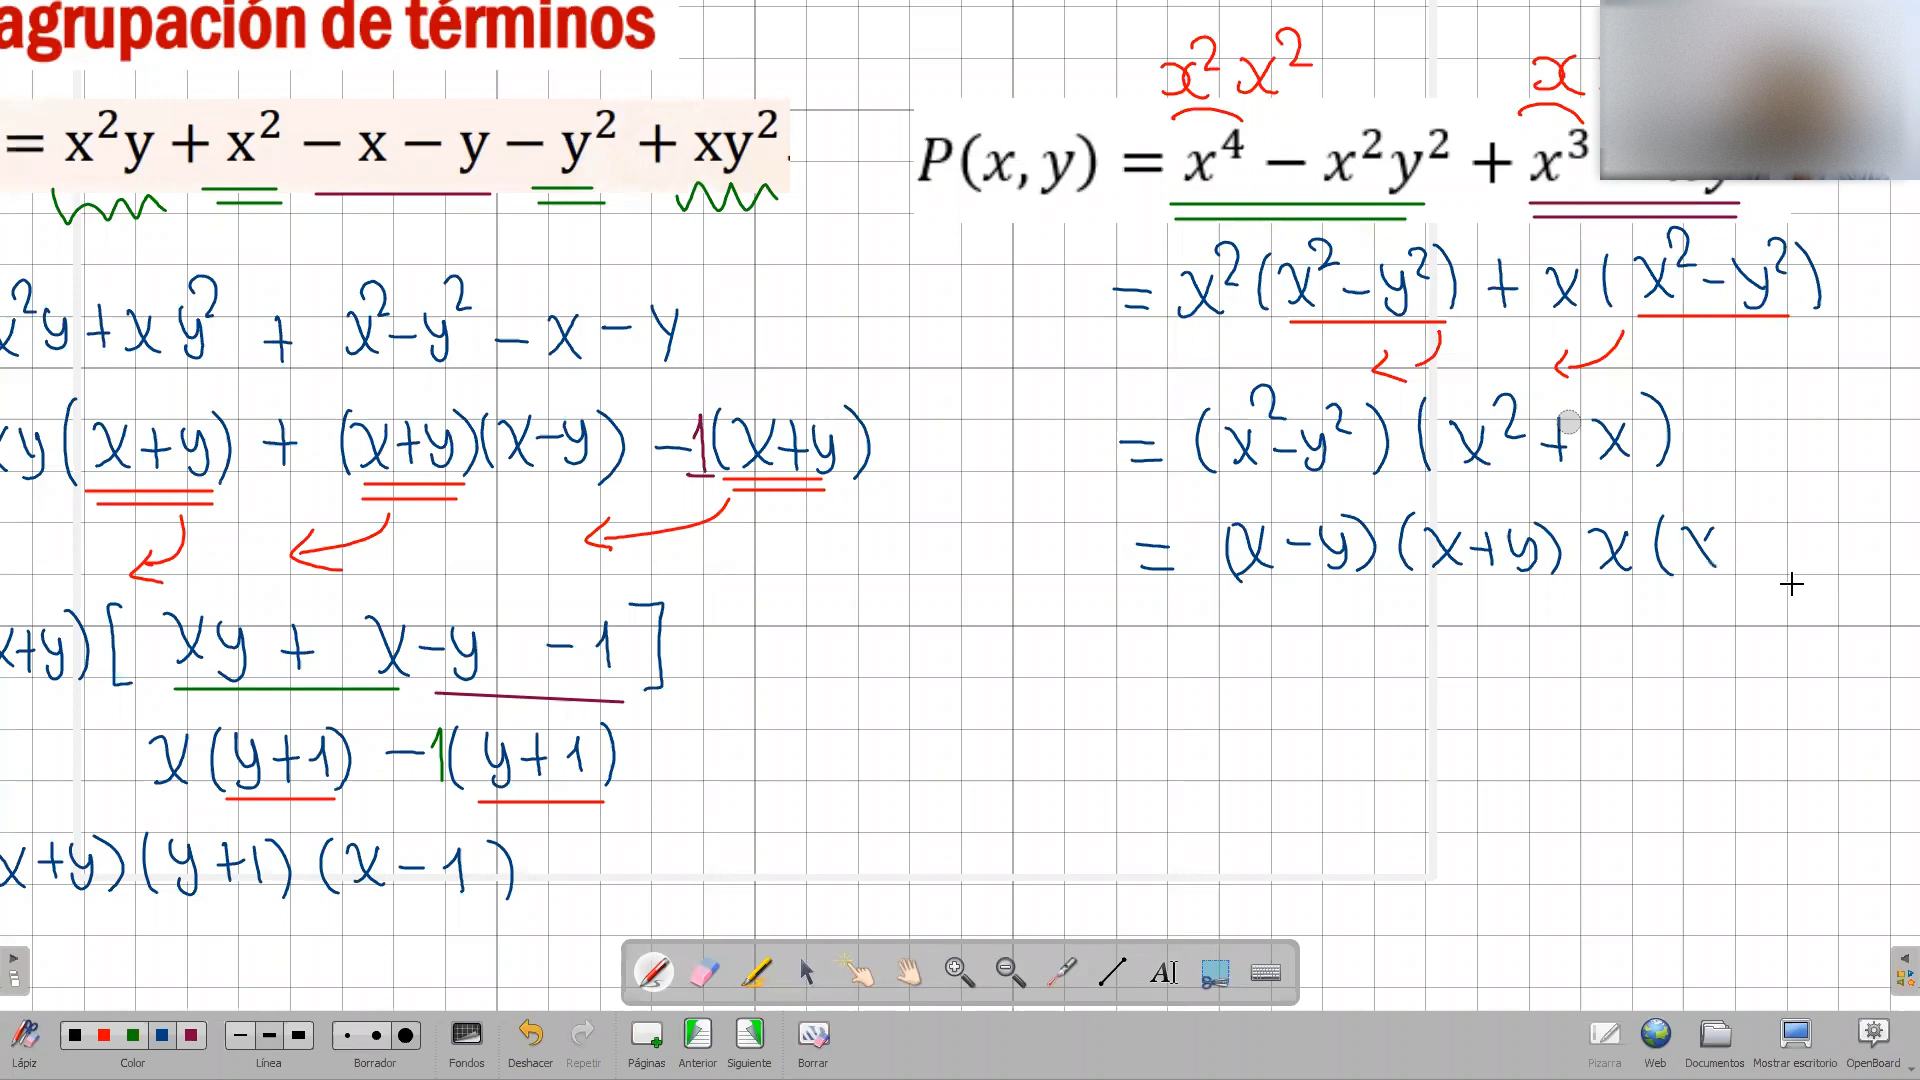 agrupación de términos
= x²y + x² − x − y − y² + xy².
x²y + xy² + x² − y² − x − y
xy(x+y) + (x+y)(x−y) −1(x+y)
x+y)[xy + x−y −1]
x(y+1) −1(y+1)
x+y)(y+1)(x−1)
x² x² x
P(x, y) = x⁴ − x²y² + x³
= x²(x²−y²) + x(x²−y²)
= (x²−y²)(x²+x)
= (x−y)(x+y) x(x
Lápiz Color Línea Borrador Fondos Deshacer Repetir Páginas Anterior Siguiente Borrar Pizarra Web Documentos Mostrar escritorio OpenBoard